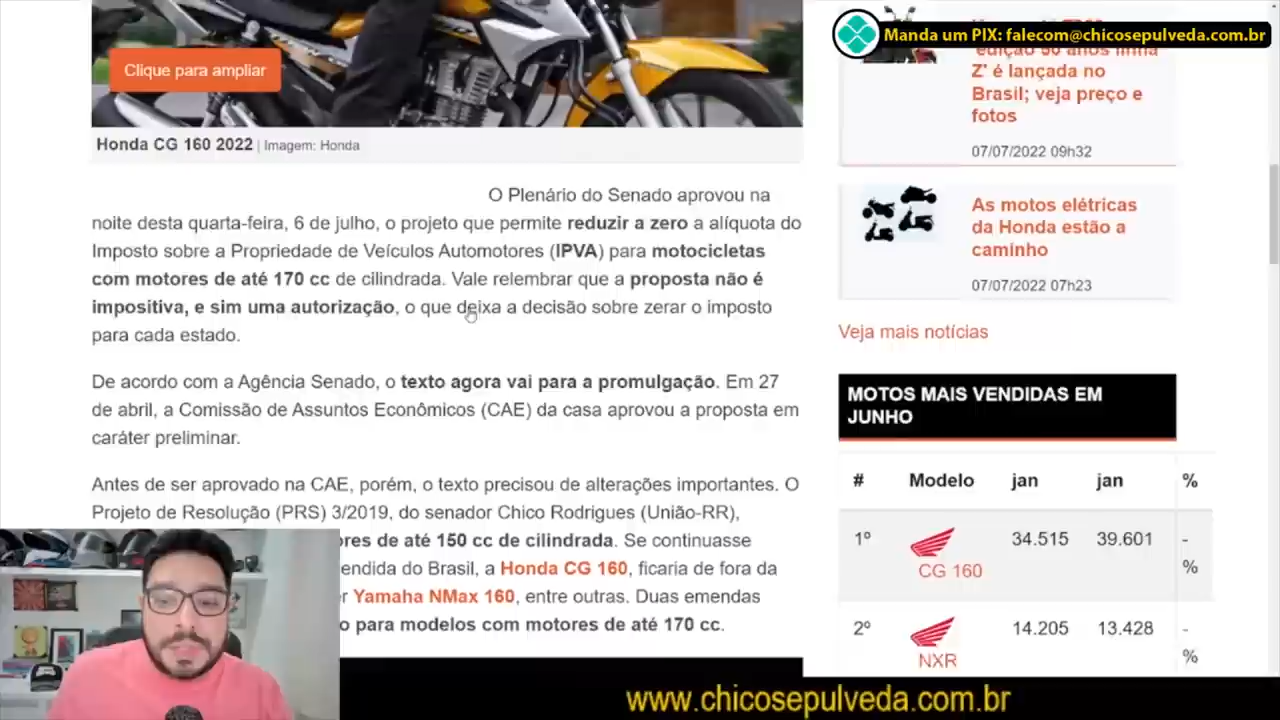 Manda um PIX: falecom@chicosepulveda.com.br
Clique para ampliar
Honda CG 160 2022 | Imagem: Honda
O Plenário do Senado aprovou na
noite desta quarta-feira, 6 de julho, o projeto que permite reduzir a zero a alíquota do
Imposto sobre a Propriedade de Veículos Automotores (IPVA) para motocicletas
com motores de até 170 cc de cilindrada. Vale relembrar que a proposta não é
impositiva, e sim uma autorização, o que deixa a decisão sobre zerar o imposto
para cada estado.
De acordo com a Agência Senado, o texto agora vai para a promulgação. Em 27
de abril, a Comissão de Assuntos Econômicos (CAE) da casa aprovou a proposta em
caráter preliminar.
Antes de ser aprovado na CAE, porém, o texto precisou de alterações importantes. O
Projeto de Resolução (PRS) 3/2019, do senador Chico Rodrigues (União-RR),
res de até 150 cc de cilindrada. Se continuasse
endida do Brasil, a Honda CG 160, ficaria de fora da
r Yamaha NMax 160, entre outras. Duas emendas
o para modelos com motores de até 170 cc.
'edição 50 anos linha
Z' é lançada no
Brasil; veja preço e
fotos
07/07/2022 09h32
As motos elétricas
da Honda estão a
caminho
07/07/2022 07h23
Veja mais notícias
MOTOS MAIS VENDIDAS EM
JUNHO
# Modelo jan jan %
1º CG 160 34.515 39.601 - %
2º NXR 14.205 13.428 - %
www.chicosepulveda.com.br